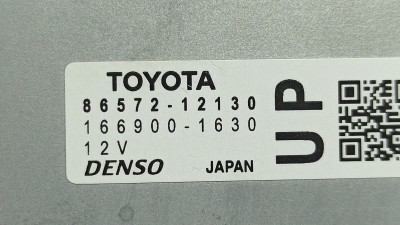 TOYOTA
86572-12130
166900-1630
12V
DENSO JAPAN
UP